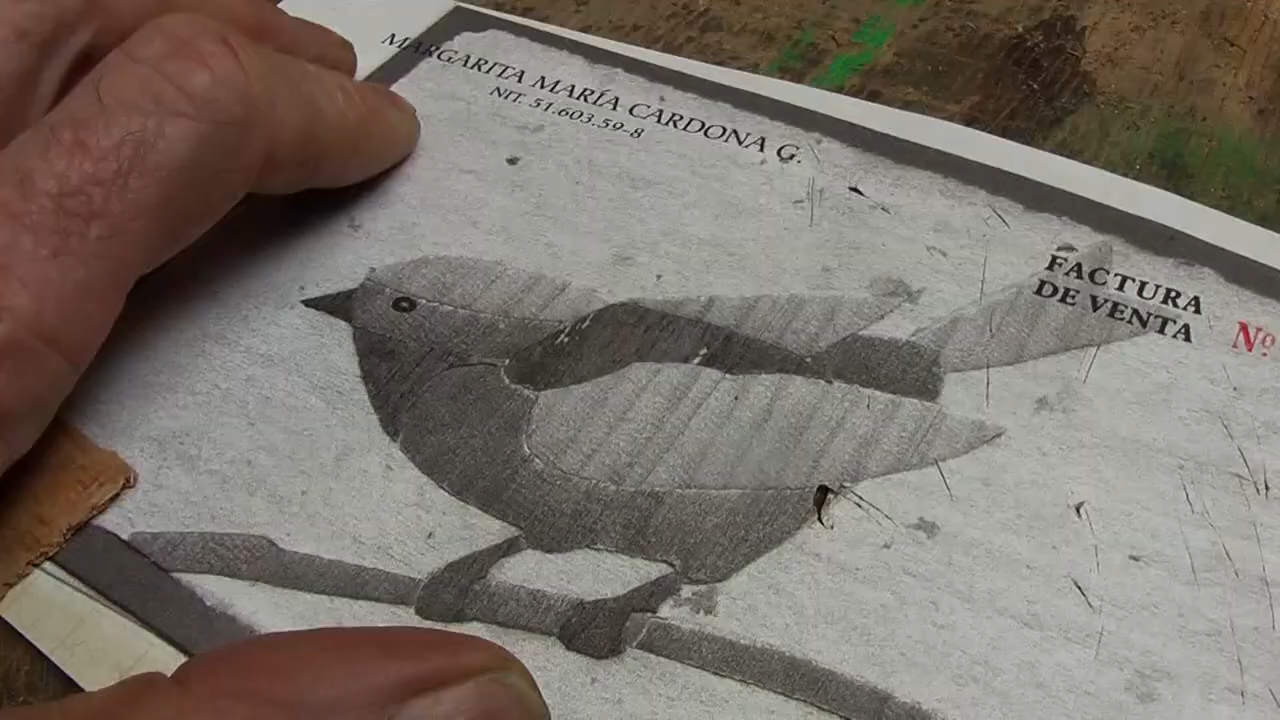 MARGARITA MARÍA CARDONA G.
NIT. 51.603.59-8
FACTURA
DE VENTA
Nº